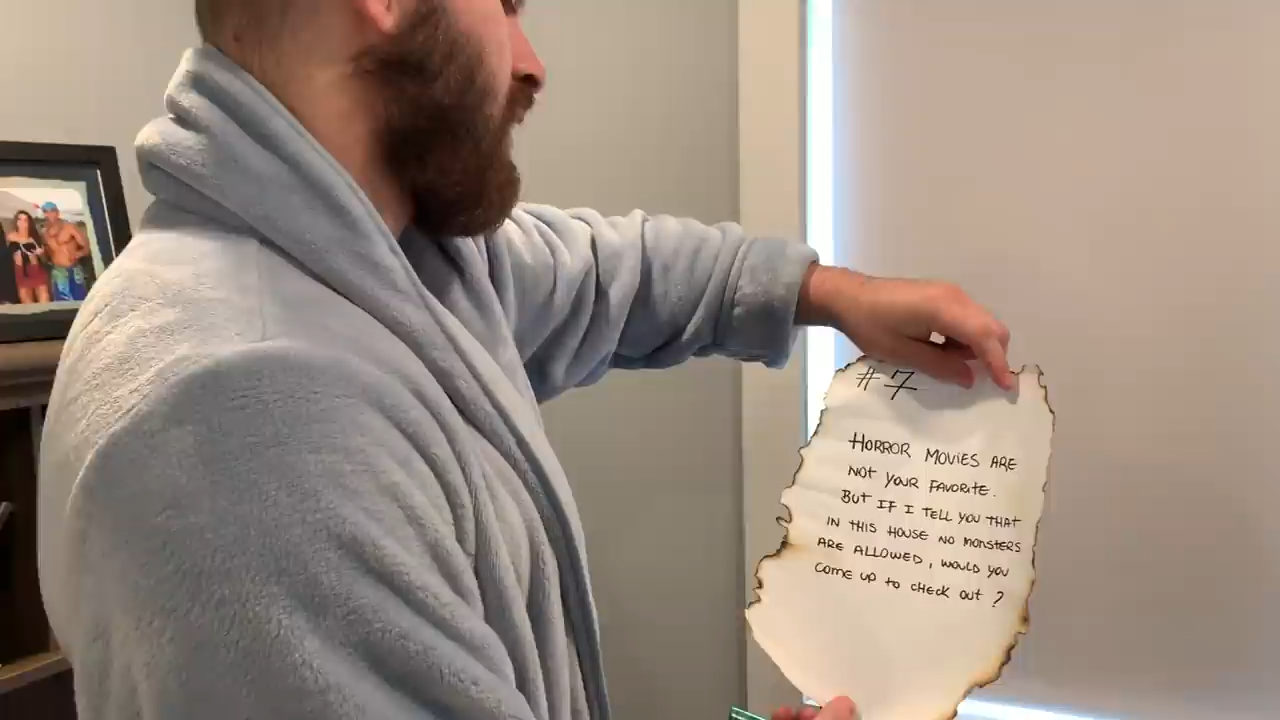 #7
HORROR MOVIES ARE
NOT YOUR FAVORITE.
BUT IF I TELL YOU THAT
IN THIS HOUSE NO MONSTERS
ARE ALLOWED, WOULD YOU
COME UP TO CHECK OUT ?